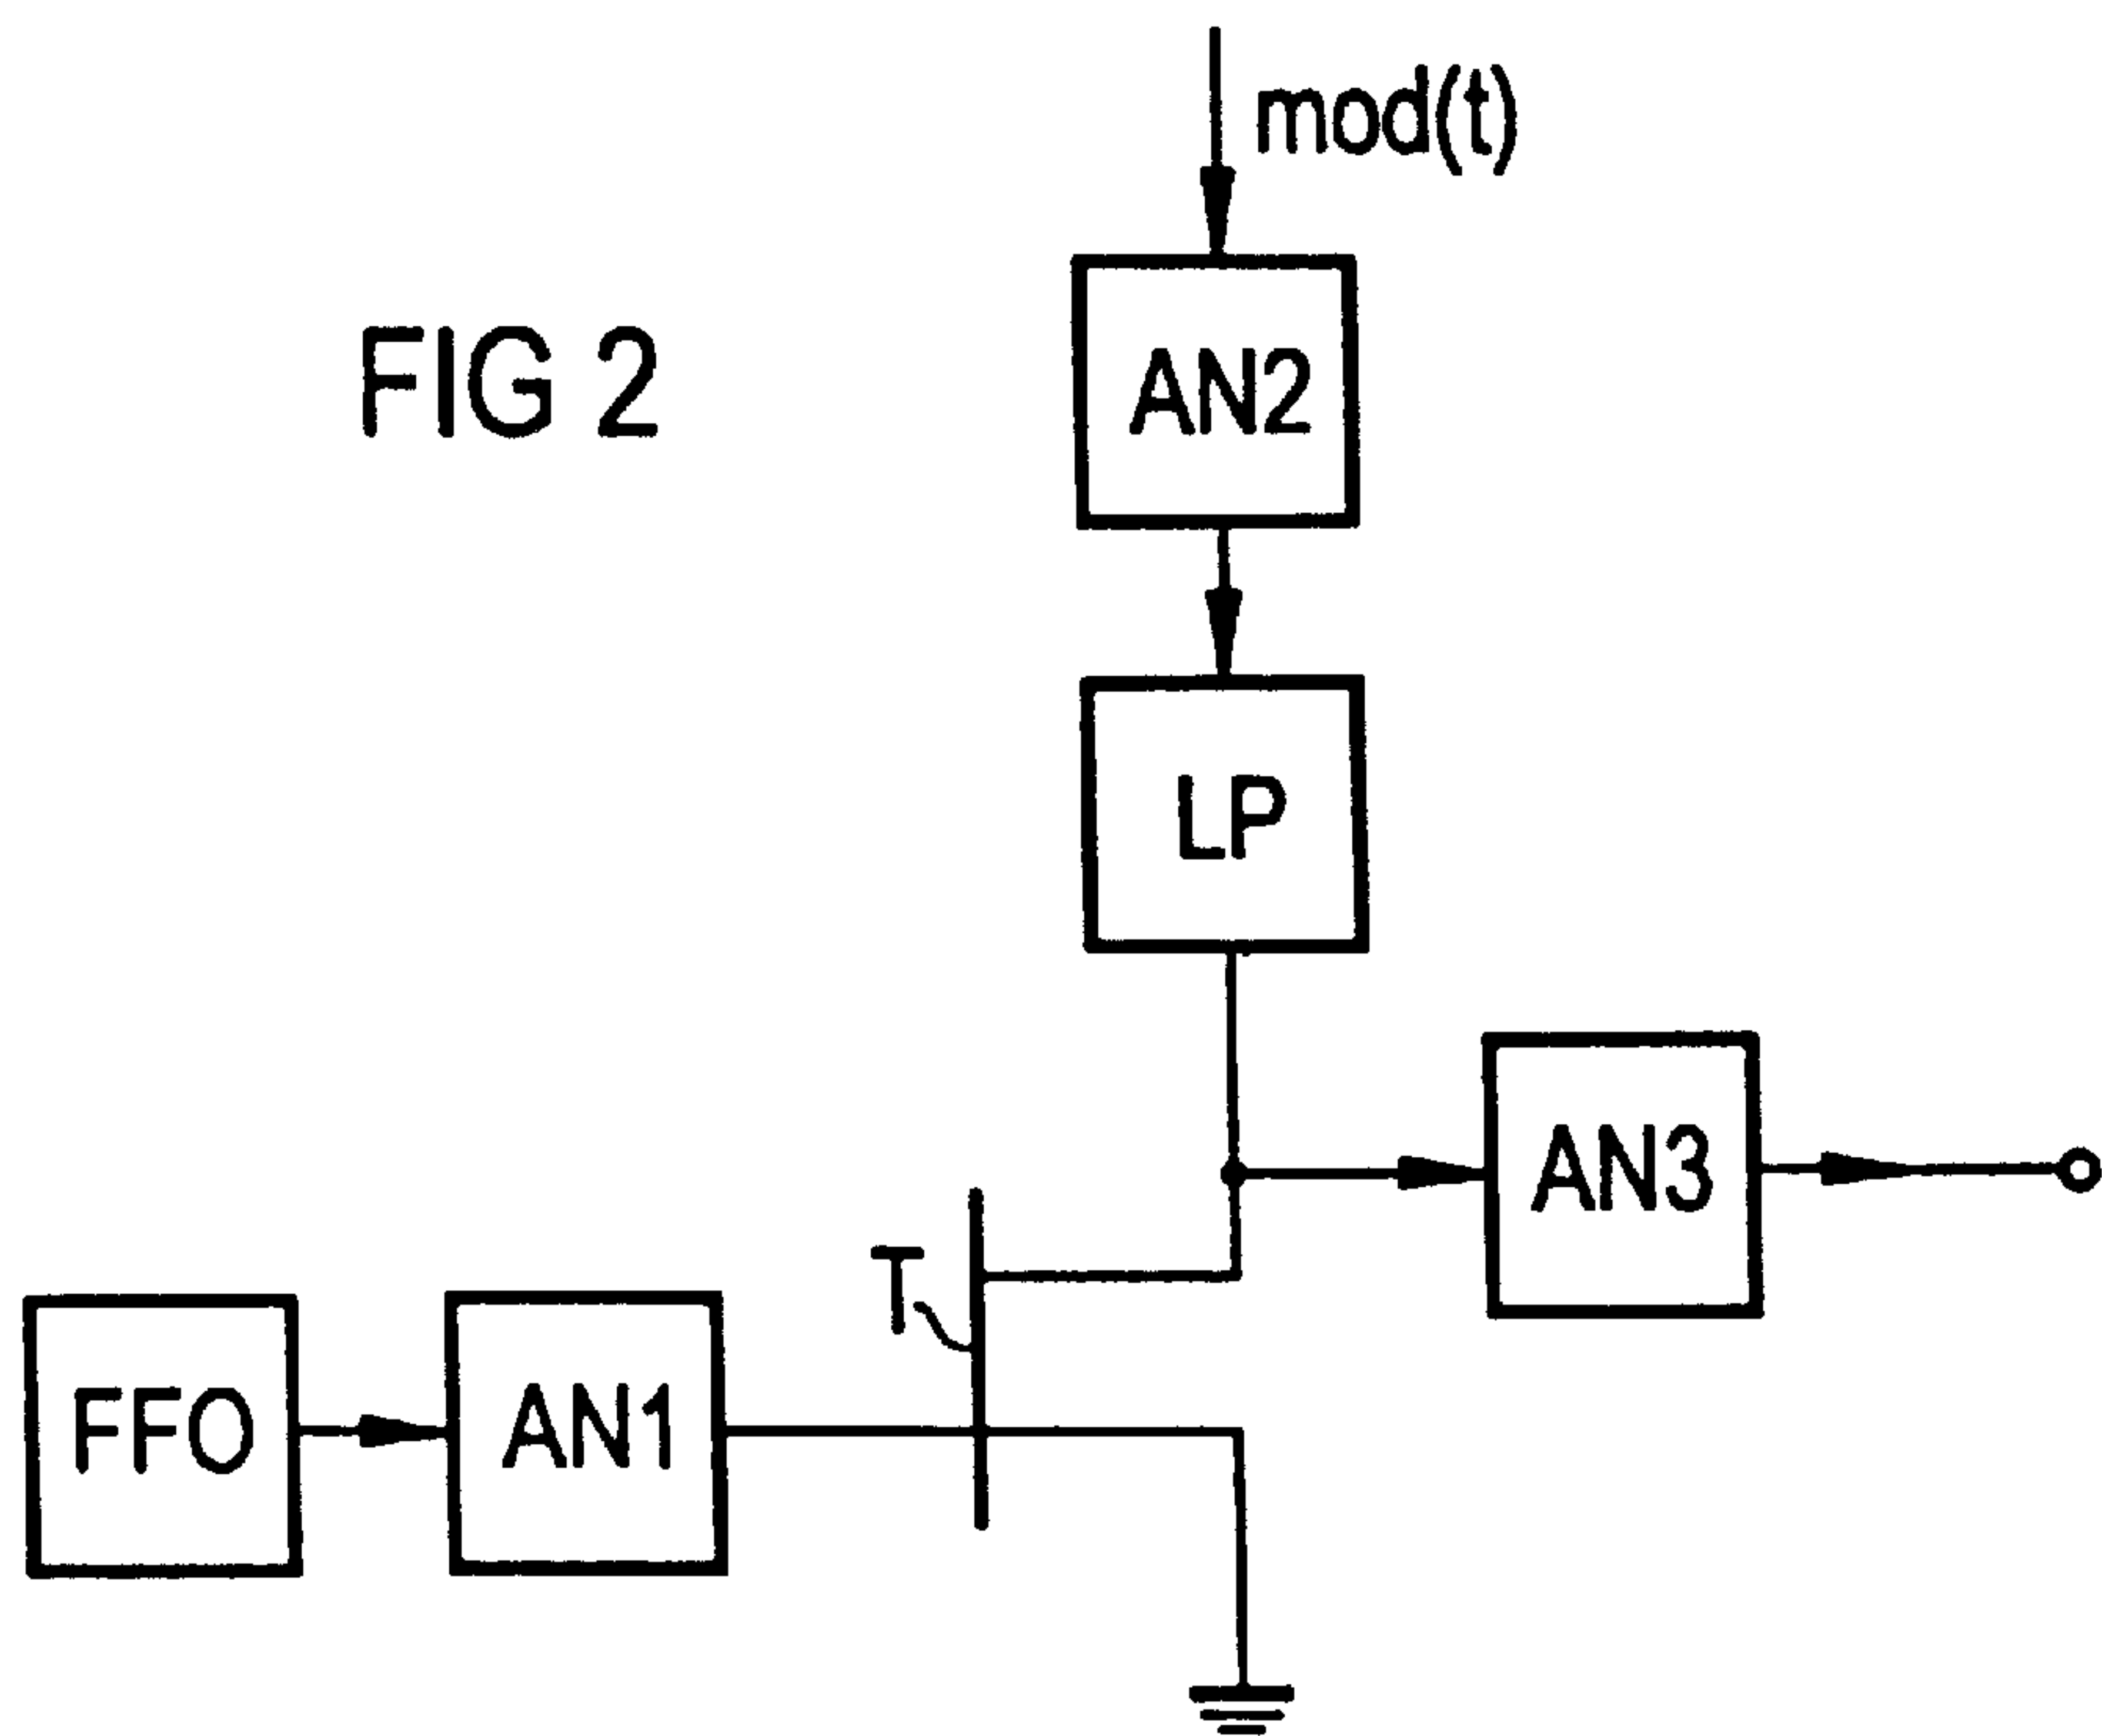 mod(t)
FIG 2
AN2
LP
AN3
T
FFO
AN1